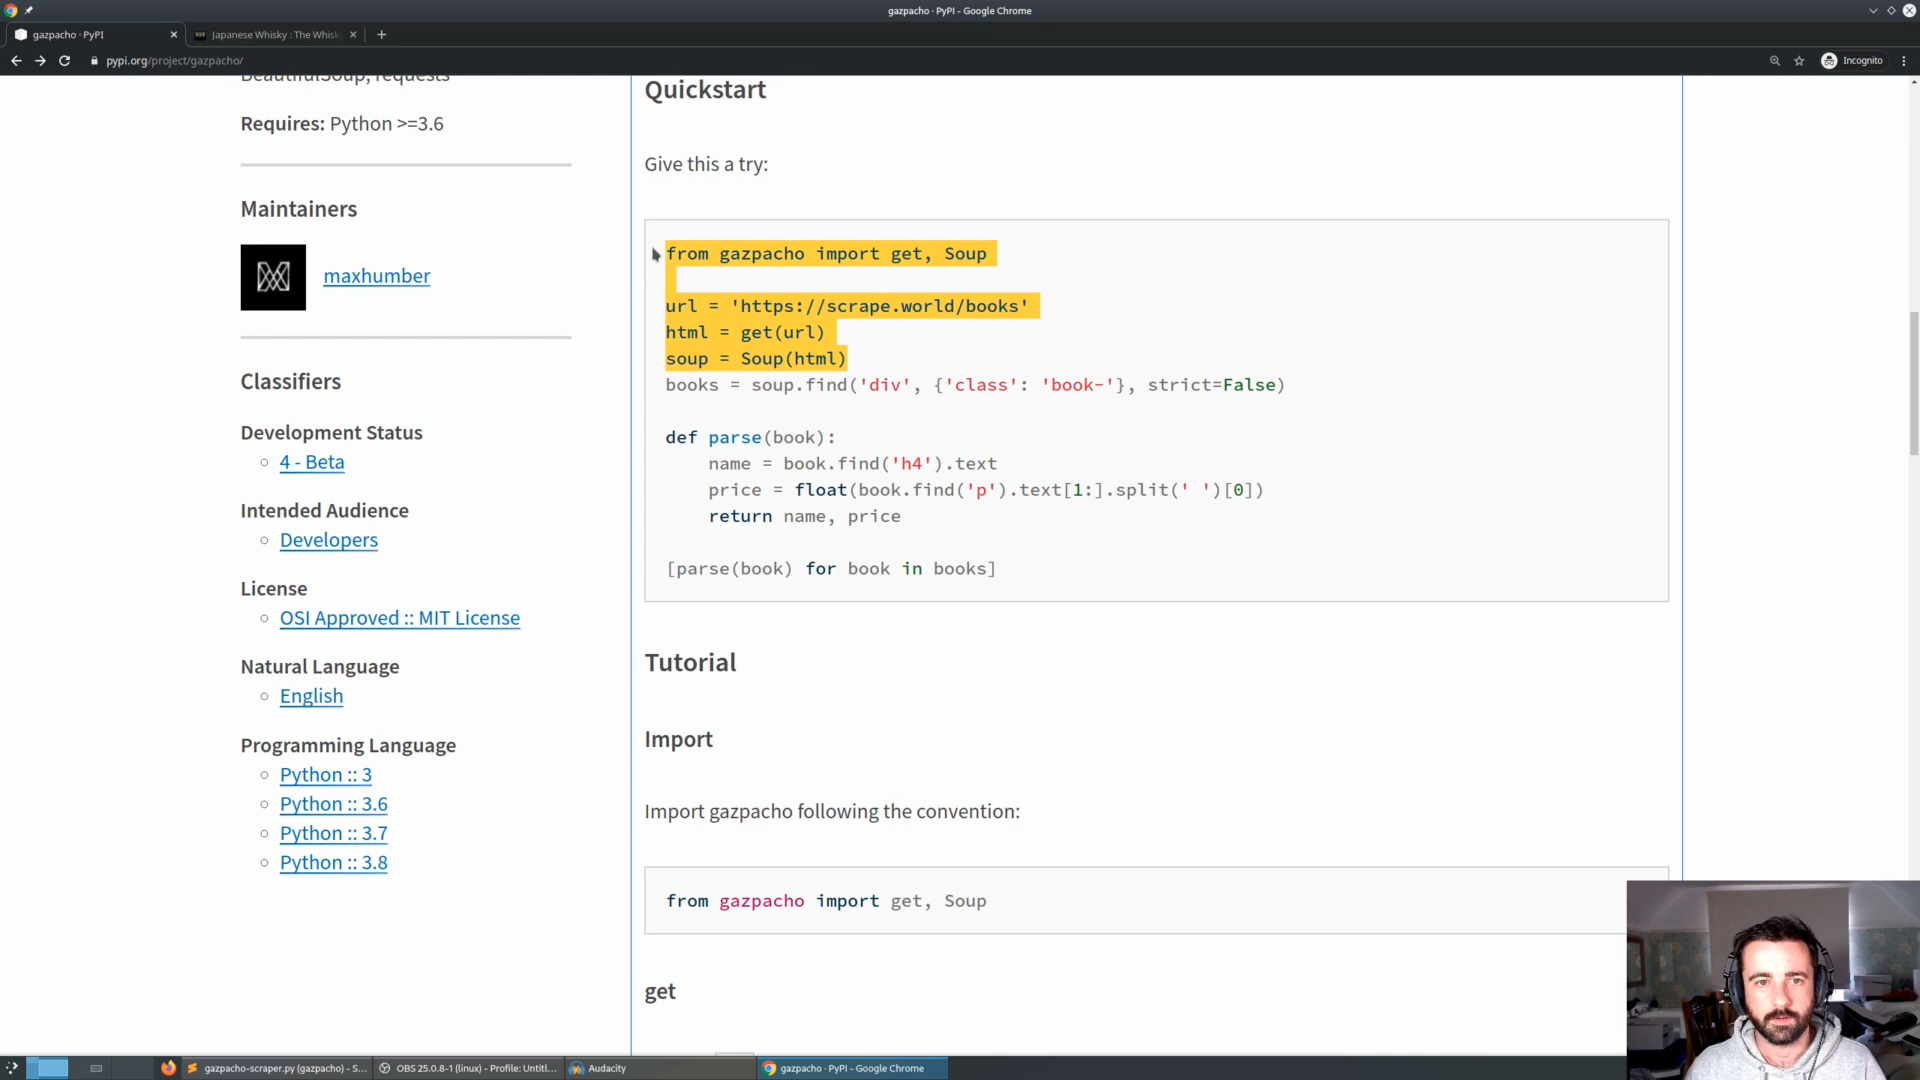 gazpacho · PyPI - Google Chrome
gazpacho · PyPI
Japanese Whisky : The Whisk
pypi.org/project/gazpacho/
Incognito
BeautifulSoup, requests
Requires: Python >=3.6
Maintainers
maxhumber
Classifiers
Development Status
4 - Beta
Intended Audience
Developers
License
OSI Approved :: MIT License
Natural Language
English
Programming Language
Python :: 3
Python :: 3.6
Python :: 3.7
Python :: 3.8
Quickstart
Give this a try:
from gazpacho import get, Soup
url = 'https://scrape.world/books'
html = get(url)
soup = Soup(html)
books = soup.find('div', {'class': 'book-'}, strict=False)
def parse(book):
name = book.find('h4').text
price = float(book.find('p').text[1:].split(' ')[0])
return name, price
[parse(book) for book in books]
Tutorial
Import
Import gazpacho following the convention:
from gazpacho import get, Soup
get
gazpacho-scraper.py (gazpacho) - S...
OBS 25.0.8-1 (linux) - Profile: Untitl...
Audacity
gazpacho · PyPI - Google Chrome